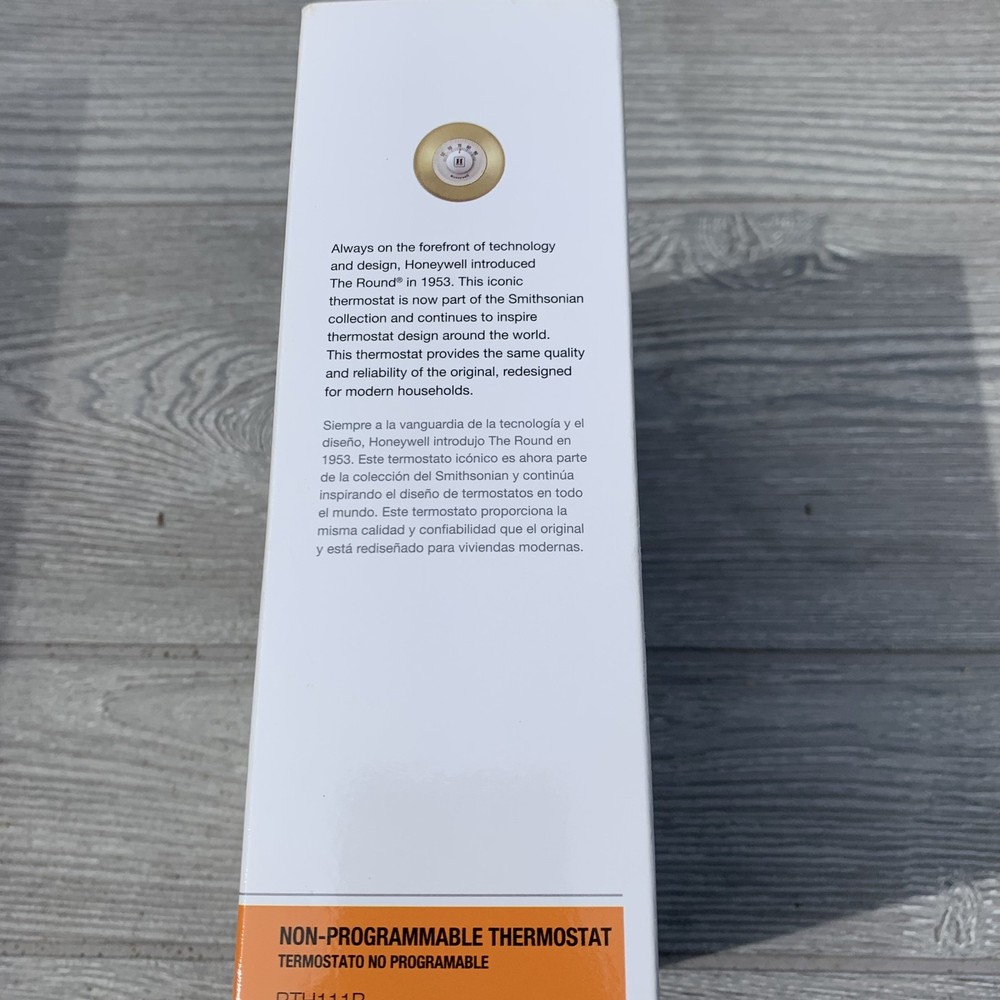 Always on the forefront of technology
and design, Honeywell introduced
The Round® in 1953. This iconic
thermostat is now part of the Smithsonian
collection and continues to inspire
thermostat design around the world.
This thermostat provides the same quality
and reliability of the original, redesigned
for modern households.
Siempre a la vanguardia de la tecnología y el
diseño, Honeywell introdujo The Round en
1953. Este termostato icónico es ahora parte
de la colección del Smithsonian y continúa
inspirando el diseño de termostatos en todo
el mundo. Este termostato proporciona la
misma calidad y confiabilidad que el original
y está rediseñado para viviendas modernas.
NON-PROGRAMMABLE THERMOSTAT
TERMOSTATO NO PROGRAMABLE